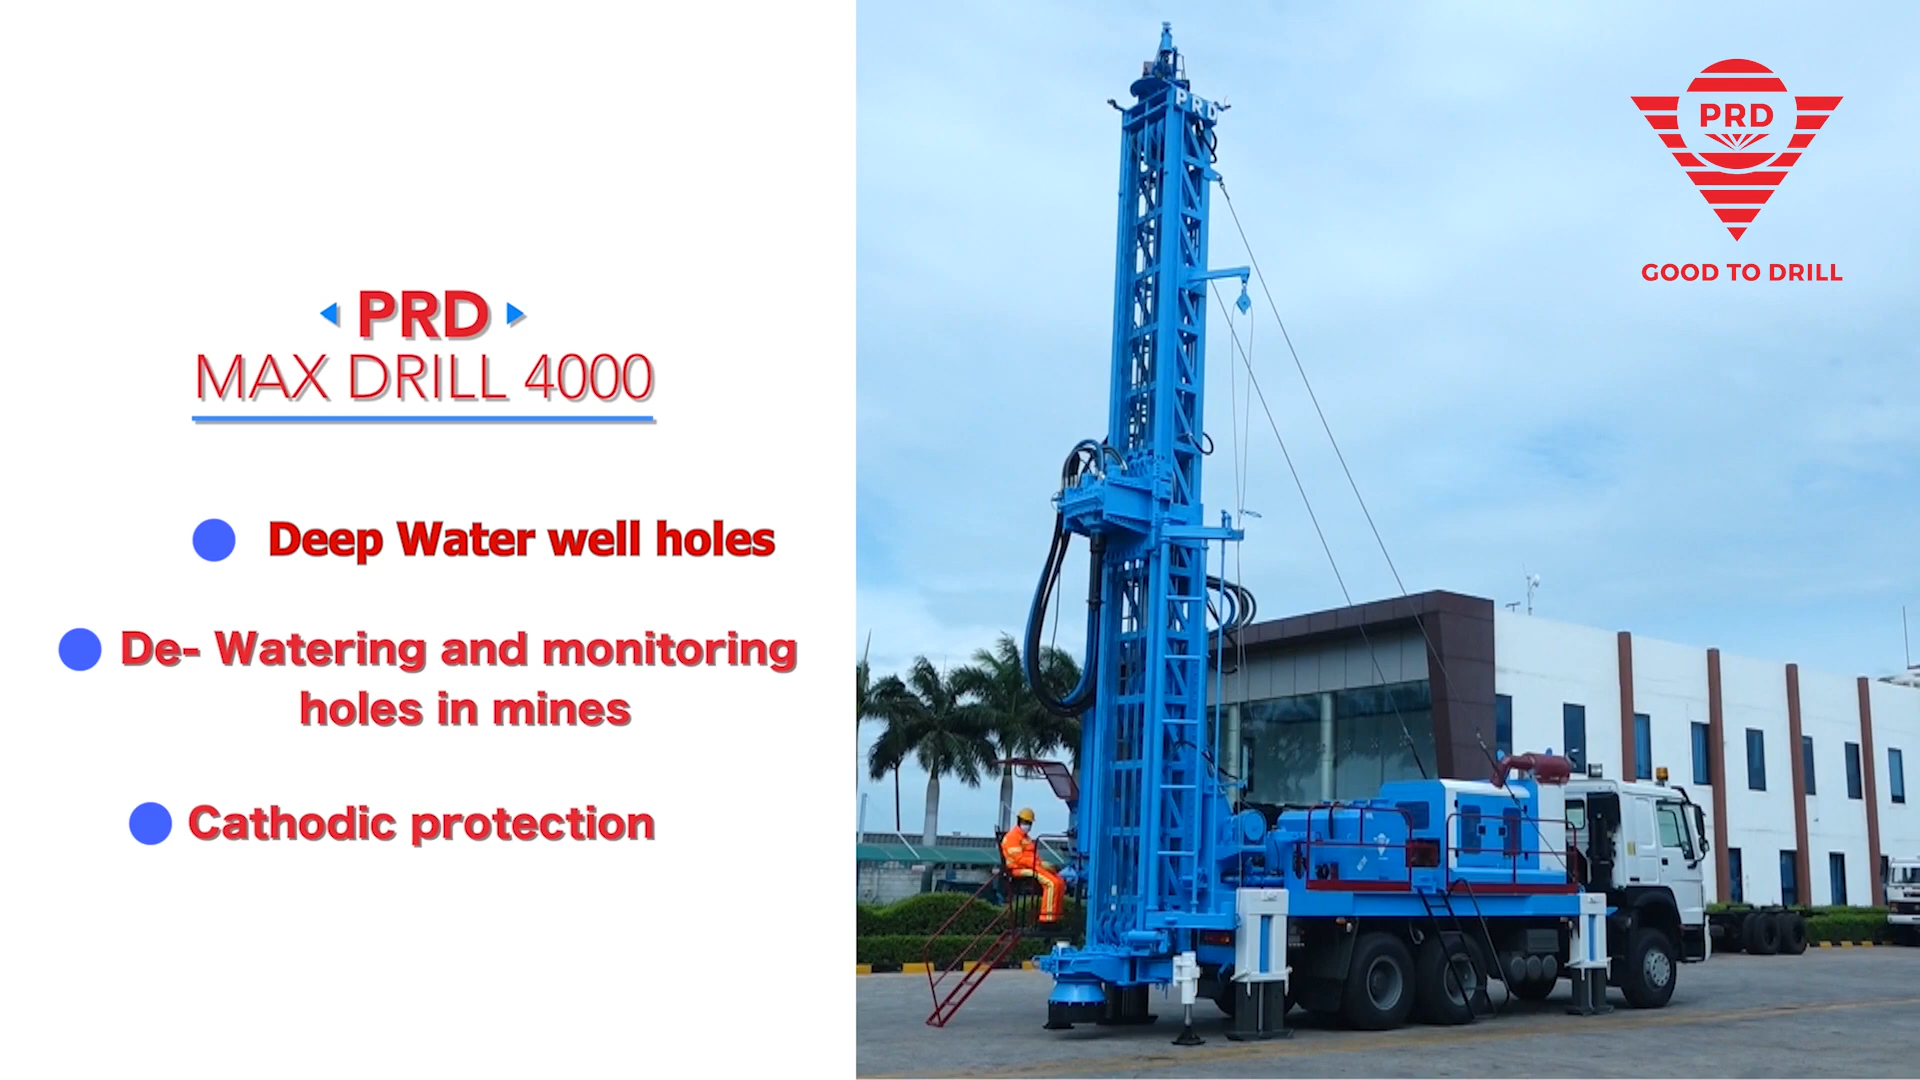 PRD
MAX DRILL 4000
Deep Water well holes
De- Watering and monitoring
holes in mines
Cathodic protection
PRD
PRD
GOOD TO DRILL